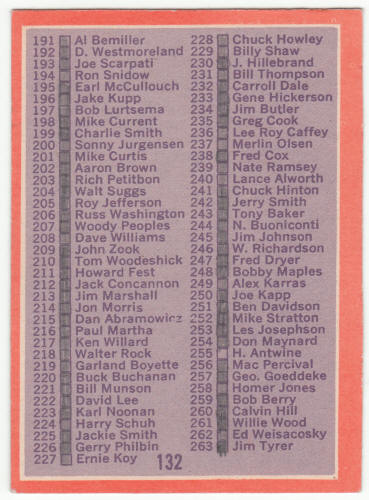 191 Al Bemiller
192 D. Westmoreland
193 Joe Scarpati
194 Ron Snidow
195 Earl McCullouch
196 Jake Kupp
197 Bob Lurtsema
198 Mike Current
199 Charlie Smith
200 Sonny Jurgensen
201 Mike Curtis
202 Aaron Brown
203 Rich Petitbon
204 Walt Suggs
205 Roy Jefferson
206 Russ Washington
207 Woody Peoples
208 Dave Williams
209 John Zook
210 Tom Woodeshick
211 Howard Fest
212 Jack Concannon
213 Jim Marshall
214 Jon Morris
215 Dan Abramowicz
216 Paul Martha
217 Ken Willard
218 Walter Rock
219 Garland Boyette
220 Buck Buchanan
221 Bill Munson
222 David Lee
223 Karl Noonan
224 Harry Schuh
225 Jackie Smith
226 Gerry Philbin
227 Ernie Koy
228 Chuck Howley
229 Billy Shaw
230 J. Hillebrand
231 Bill Thompson
232 Carroll Dale
233 Gene Hickerson
234 Jim Butler
235 Greg Cook
236 Lee Roy Caffey
237 Merlin Olsen
238 Fred Cox
239 Nate Ramsey
240 Lance Alworth
241 Chuck Hinton
242 Jerry Smith
243 Tony Baker
244 N. Buoniconti
245 Jim Johnson
246 W. Richardson
247 Fred Dryer
248 Bobby Maples
249 Alex Karras
250 Joe Kapp
251 Ben Davidson
252 Mike Stratton
253 Les Josephson
254 Don Maynard
255 H. Antwine
256 Mac Percival
257 Geo. Goeddeke
258 Homer Jones
259 Bob Berry
260 Calvin Hill
261 Willie Wood
262 Ed Weisacosky
263 Jim Tyrer
132